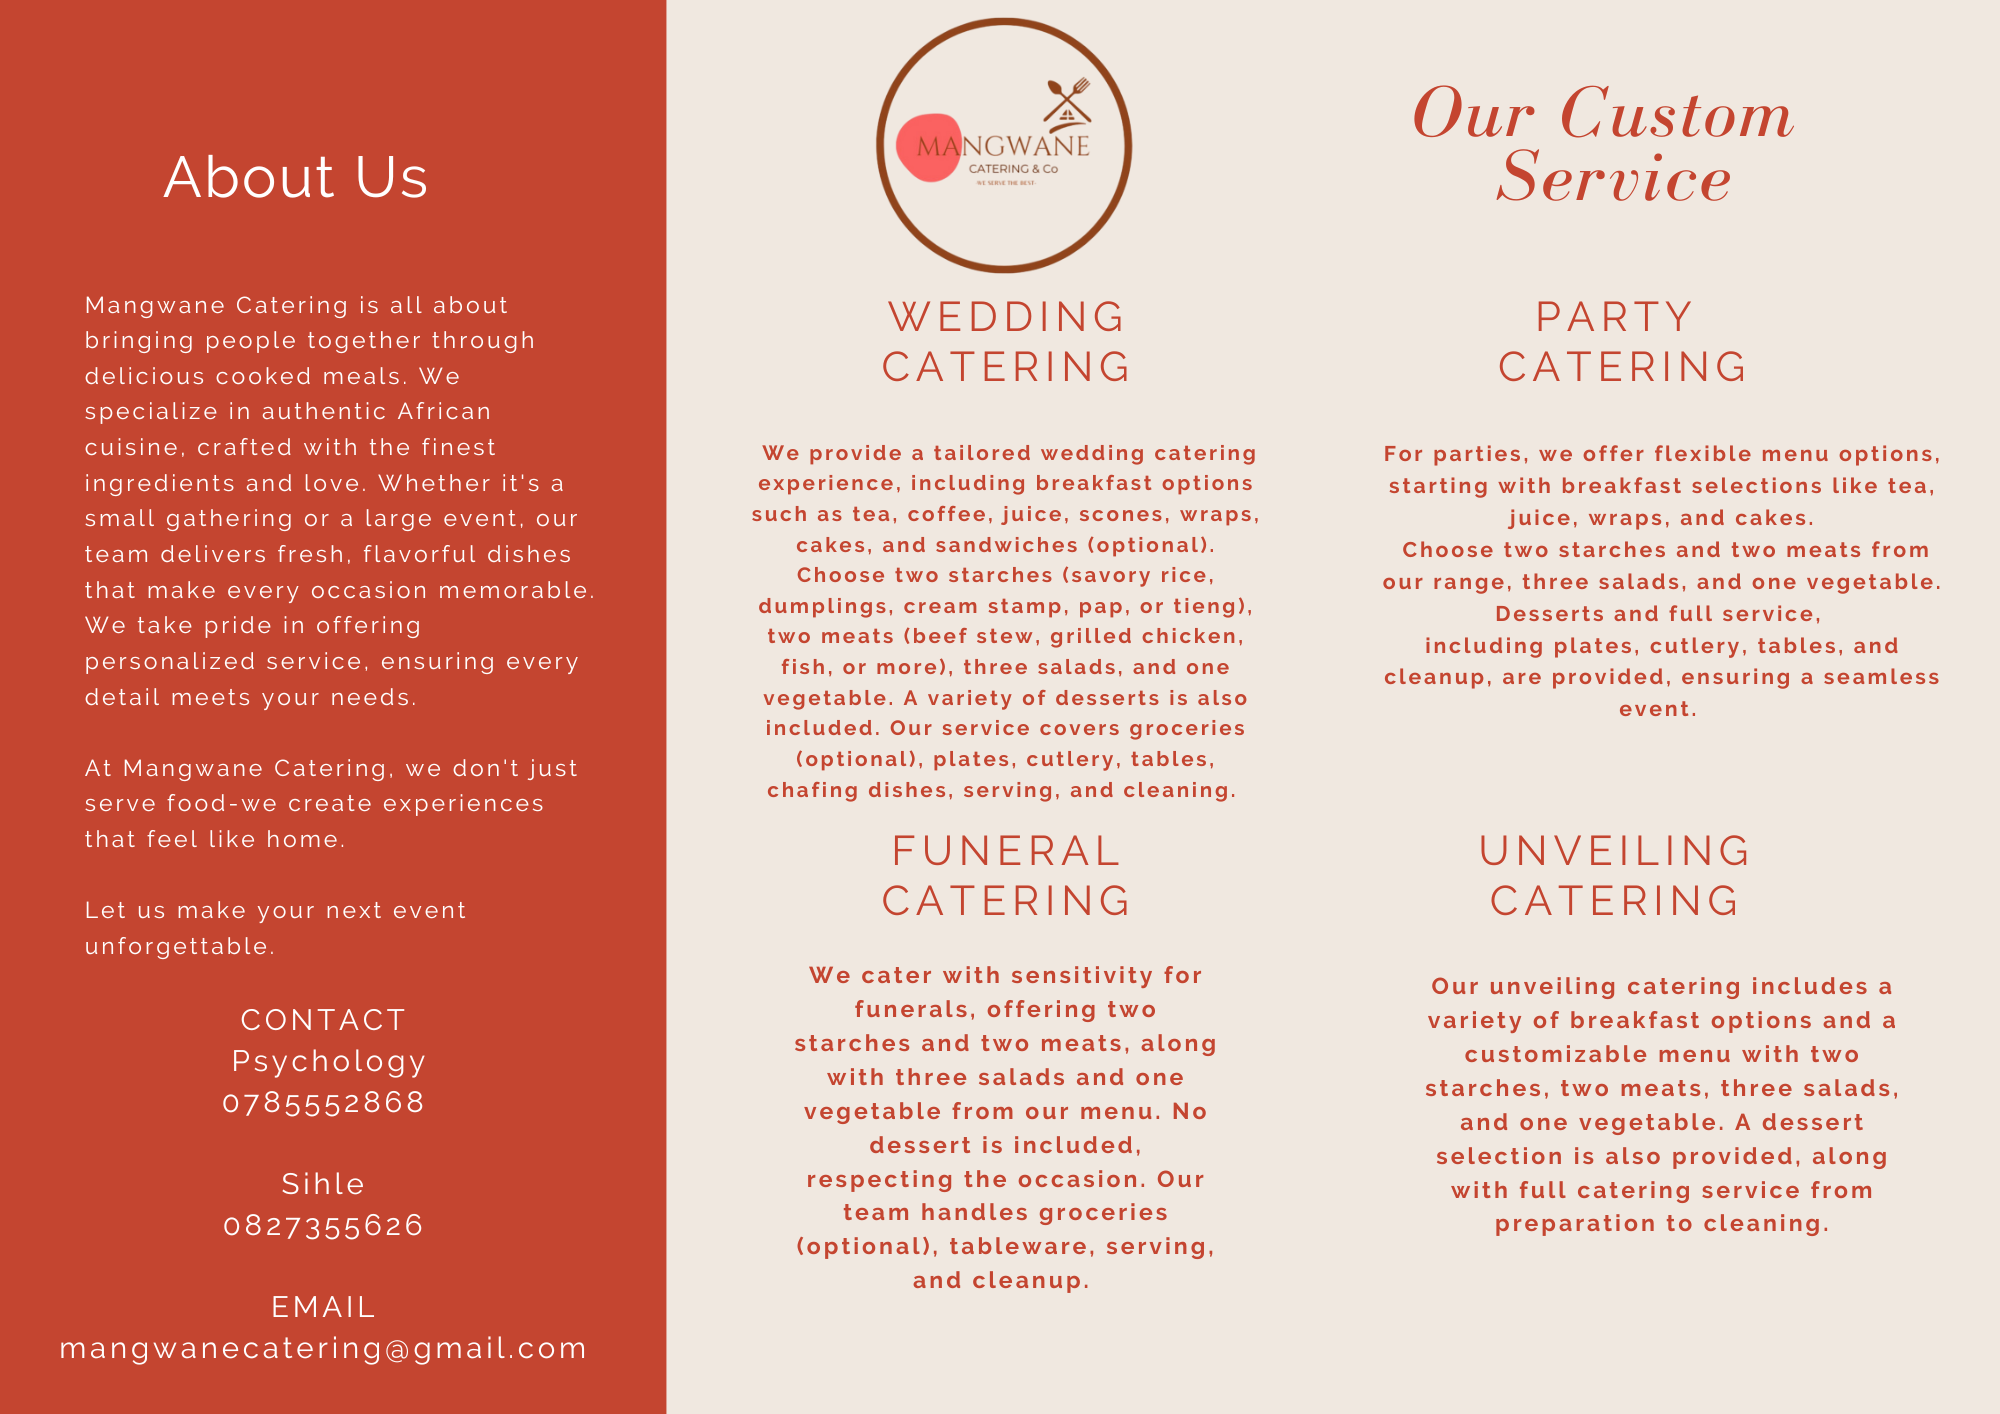 About Us
Mangwane Catering is all about
bringing people together through
delicious cooked meals. We
specialize in authentic African
cuisine, crafted with the finest
ingredients and love. Whether it's a
small gathering or a large event, our
team delivers fresh, flavorful dishes
that make every occasion memorable.
We take pride in offering
personalized service, ensuring every
detail meets your needs.
At Mangwane Catering, we don't just
serve food-we create experiences
that feel like home.
Let us make your next event
unforgettable.
CONTACT
Psychology
0785552868
Sihle
0827355626
EMAIL
mangwanecatering@gmail.com
MANGWANE
CATERING & Co
WE SERVE THE BEST-
WEDDING
CATERING
We provide a tailored wedding catering
experience, including breakfast options
such as tea, coffee, juice, scones, wraps,
cakes, and sandwiches (optional).
Choose two starches (savory rice,
dumplings, cream stamp, pap, or tieng),
two meats (beef stew, grilled chicken,
fish, or more), three salads, and one
vegetable. A variety of desserts is also
included. Our service covers groceries
(optional), plates, cutlery, tables,
chafing dishes, serving, and cleaning.
FUNERAL
CATERING
We cater with sensitivity for
funerals, offering two
starches and two meats, along
with three salads and one
vegetable from our menu. No
dessert is included,
respecting the occasion. Our
team handles groceries
(optional), tableware, serving,
and cleanup.
Our Custom
Service
PARTY
CATERING
For parties, we offer flexible menu options,
starting with breakfast selections like tea,
juice, wraps, and cakes.
Choose two starches and two meats from
our range, three salads, and one vegetable.
Desserts and full service,
including plates, cutlery, tables, and
cleanup, are provided, ensuring a seamless
event.
UNVEILING
CATERING
Our unveiling catering includes a
variety of breakfast options and a
customizable menu with two
starches, two meats, three salads,
and one vegetable. A dessert
selection is also provided, along
with full catering service from
preparation to cleaning.